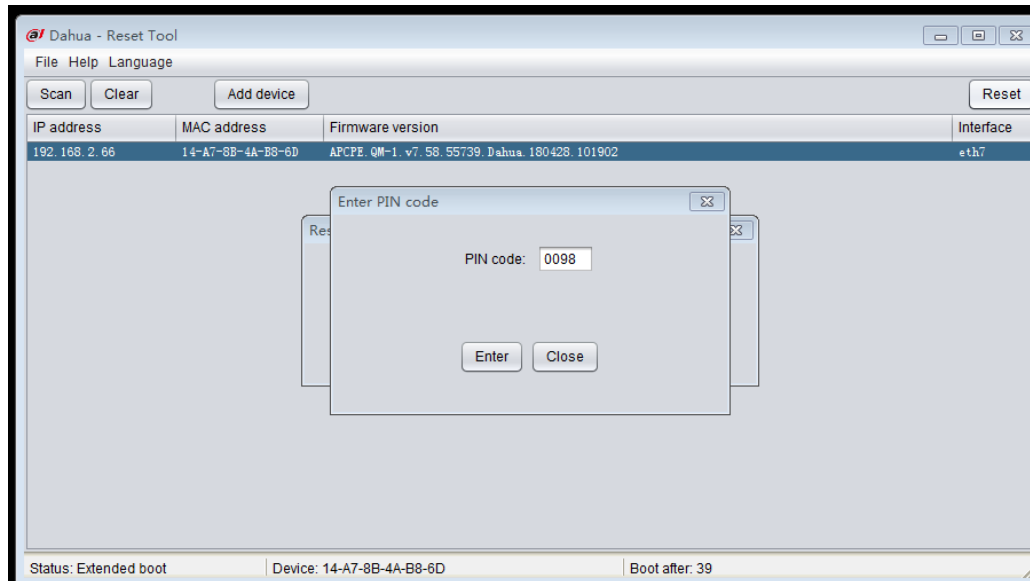 Dahua - Reset Tool
File Help Language
Scan Clear Add device Reset
IP address MAC address Firmware version Interface
192.168.2.66 14-A7-8B-4A-B8-6D APCPE.QM-1.v7.58.55739.Dahua.180428.101902 eth7
Enter PIN code
Res
PIN code: 0098
Enter Close
Status: Extended boot Device: 14-A7-8B-4A-B8-6D Boot after: 39